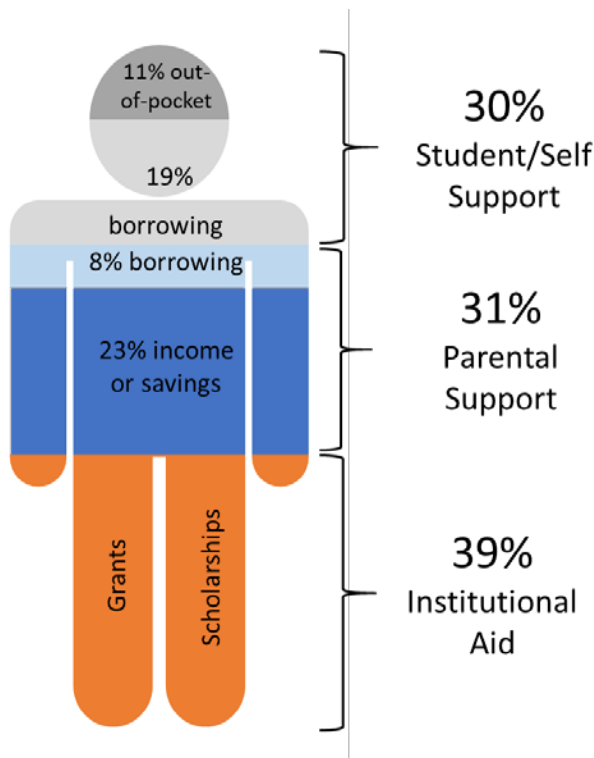 11% out-
of-pocket
19%
borrowing
8% borrowing
23% income
or savings
Grants
Scholarships
30%
Student/Self
Support
31%
Parental
Support
39%
Institutional
Aid